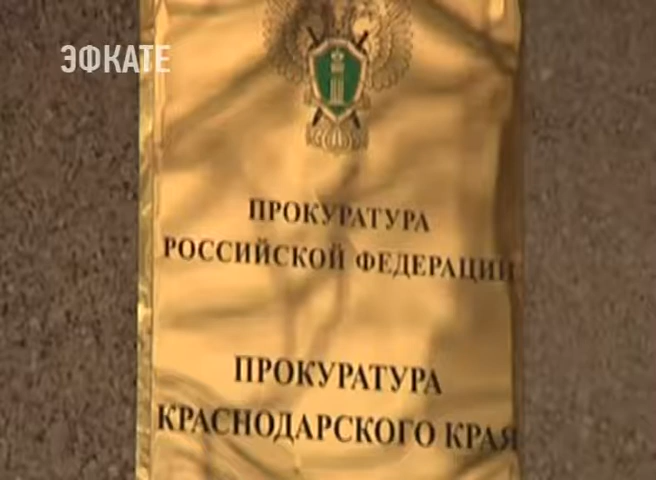 ЭФКАТЕ
ПРОКУРАТУРА
РОССИЙСКОЙ ФЕДЕРАЦИИ
ПРОКУРАТУРА
КРАСНОДАРСКОГО КРАЯ